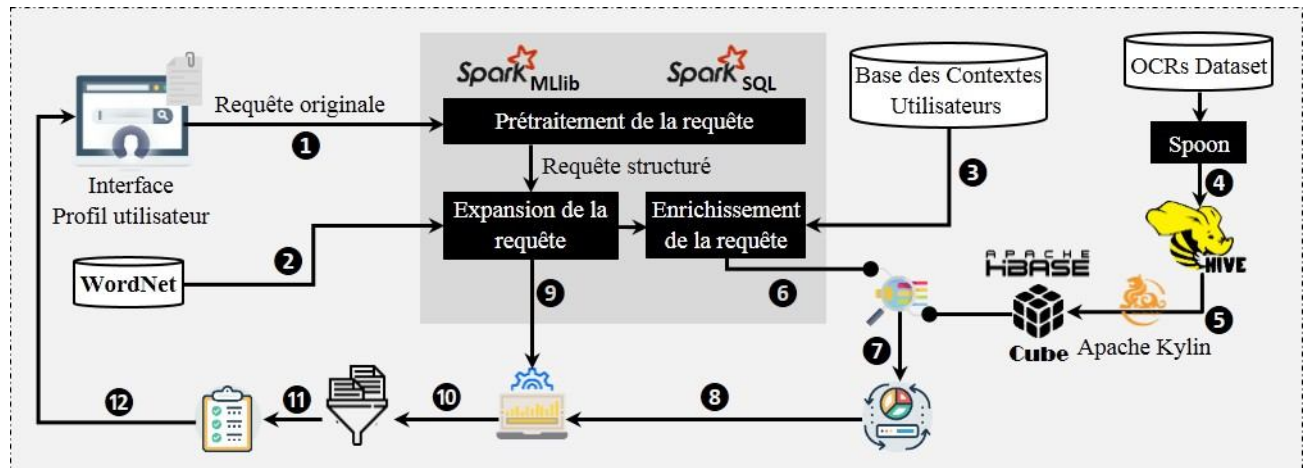 Spark MLlib
Spark SQL
Base des Contextes
Utilisateurs
OCRs Dataset
Requête originale
1
Prétraitement de la requête
Spoon
Interface
Profil utilisateur
Requête structuré
3
4
Expansion de la
requête
Enrichissement
de la requête
HIVE
APACHE
HBASE
WordNet
2
9
6
5
Cube
Apache Kylin
7
12
11
10
8